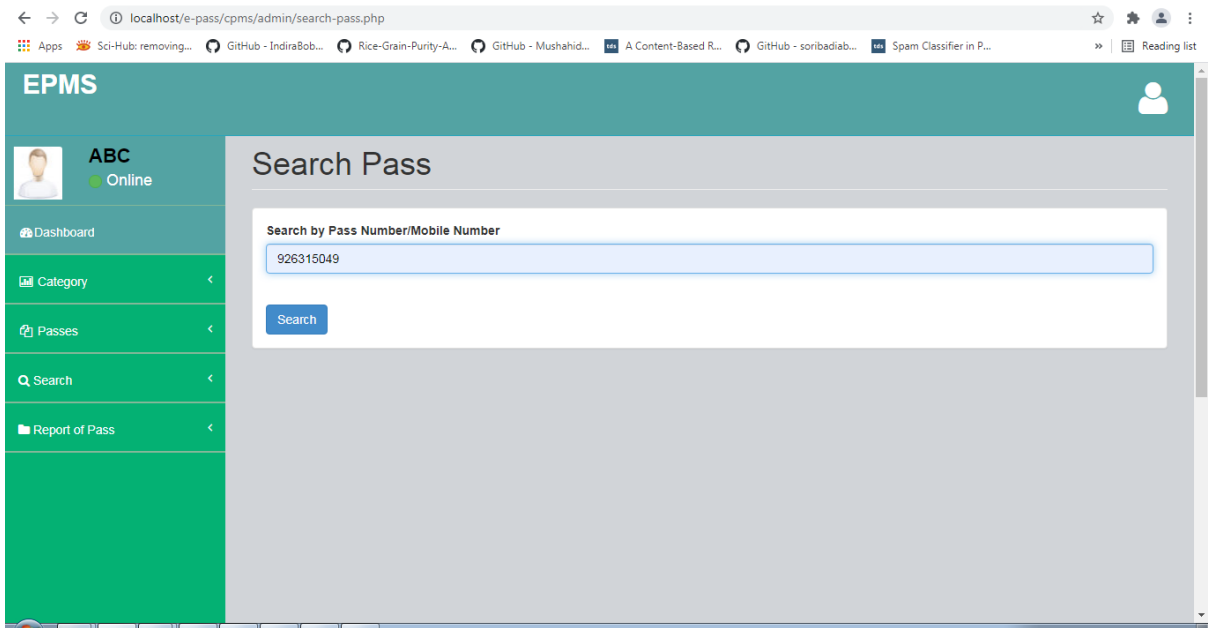 localhost/e-pass/cpms/admin/search-pass.php
Apps Sci-Hub: removing... GitHub - IndiraBob... Rice-Grain-Purity-A... GitHub - Mushahid... tds A Content-Based R... GitHub - soribadiab... tds Spam Classifier in P... » Reading list
EPMS
ABC
Online
Search Pass
Dashboard
Search by Pass Number/Mobile Number
926315049
Category
Search
Passes
Search
Report of Pass